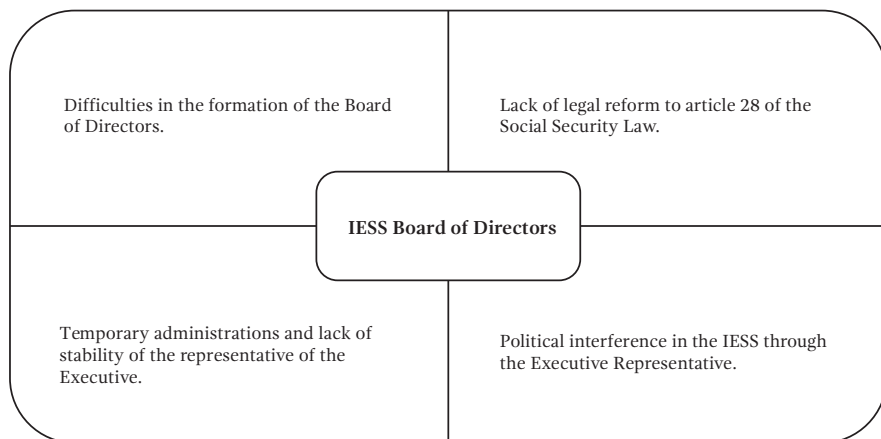 Difficulties in the formation of the Board
of Directors.
Lack of legal reform to article 28 of the
Social Security Law.
IESS Board of Directors
Temporary administrations and lack of
stability of the representative of the
Executive.
Political interference in the IESS through
the Executive Representative.